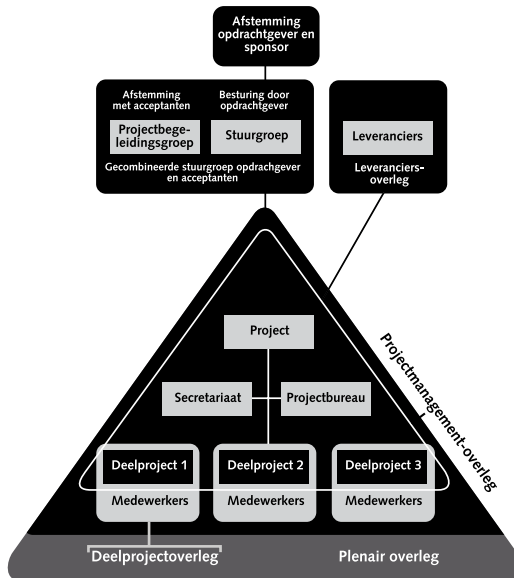 Afstemming
opdrachtgever en
sponsor
Afstemming
met acceptanten
Besturing door
opdrachtgever
Projectbege-
leidingsgroep
Stuurgroep
Gecombineerde stuurgroep opdrachgever
en acceptanten
Leveranciers
Leveranciers-
overleg
Project
Secretariaat
Projectbureau
Projectmanagement-overleg
Deelproject 1
Deelproject 2
Deelproject 3
Medewerkers
Medewerkers
Medewerkers
Deelprojectoverleg
Plenair overleg